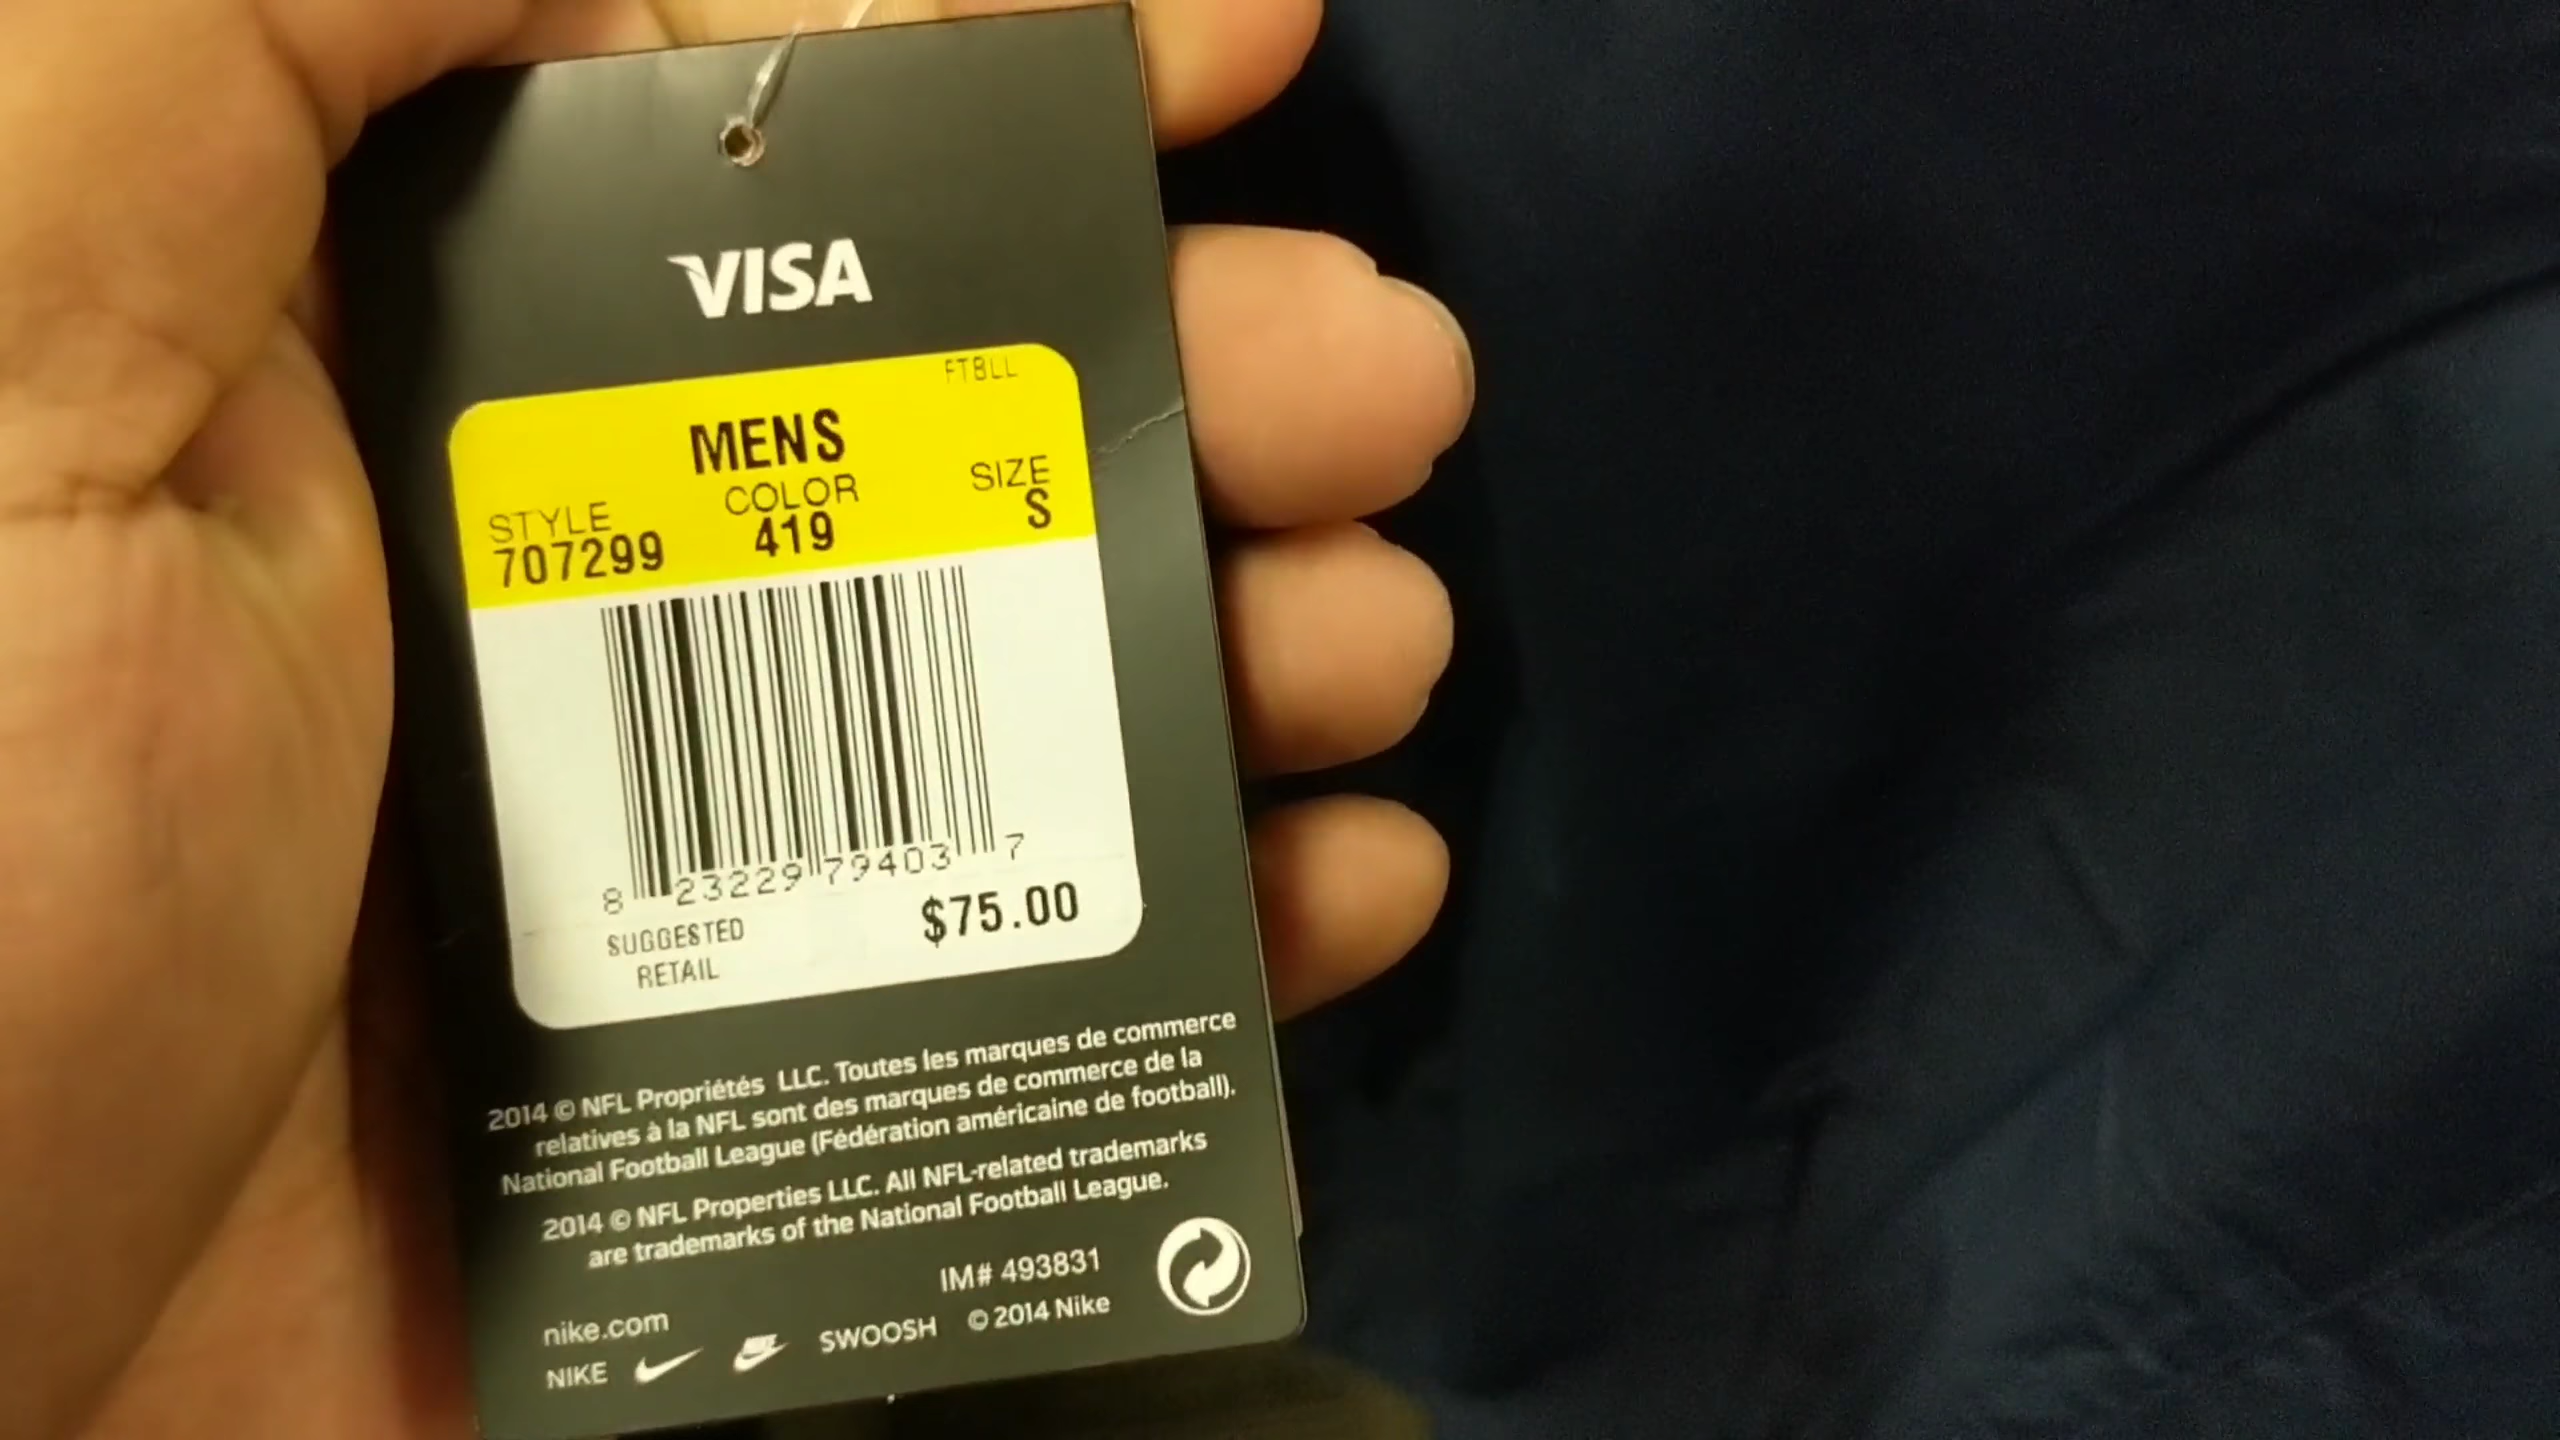 VISA
FTBLL
MENS
STYLE COLOR SIZE
707299 419 S
8 23229 79403 7
SUGGESTED $75.00
RETAIL
2014 © NFL Propriétés LLC. Toutes les marques de commerce
relatives à la NFL sont des marques de commerce de la
National Football League (Fédération américaine de football).
2014 © NFL Properties LLC. All NFL-related trademarks
are trademarks of the National Football League.
IM# 493831
nike.com
NIKE SWOOSH © 2014 Nike